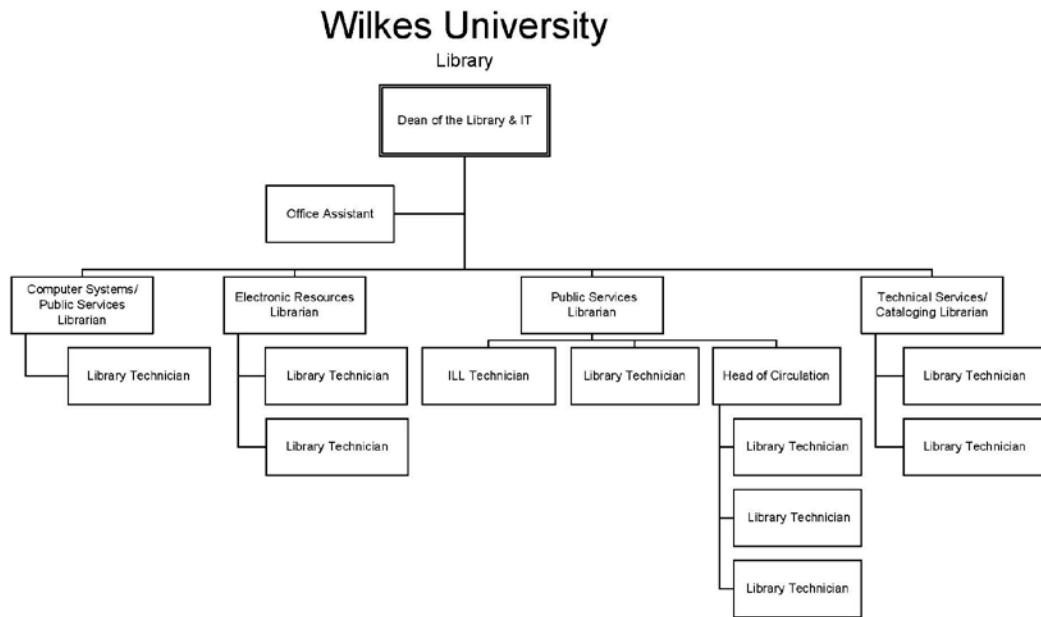 Wilkes University
Library
Dean of the Library & IT
Office Assistant
Computer Systems/
Public Services
Librarian
Electronic Resources
Librarian
Public Services
Librarian
Technical Services/
Cataloging Librarian
Library Technician
Library Technician
ILL Technician
Library Technician
Head of Circulation
Library Technician
Library Technician
Library Technician
Library Technician
Library Technician
Library Technician